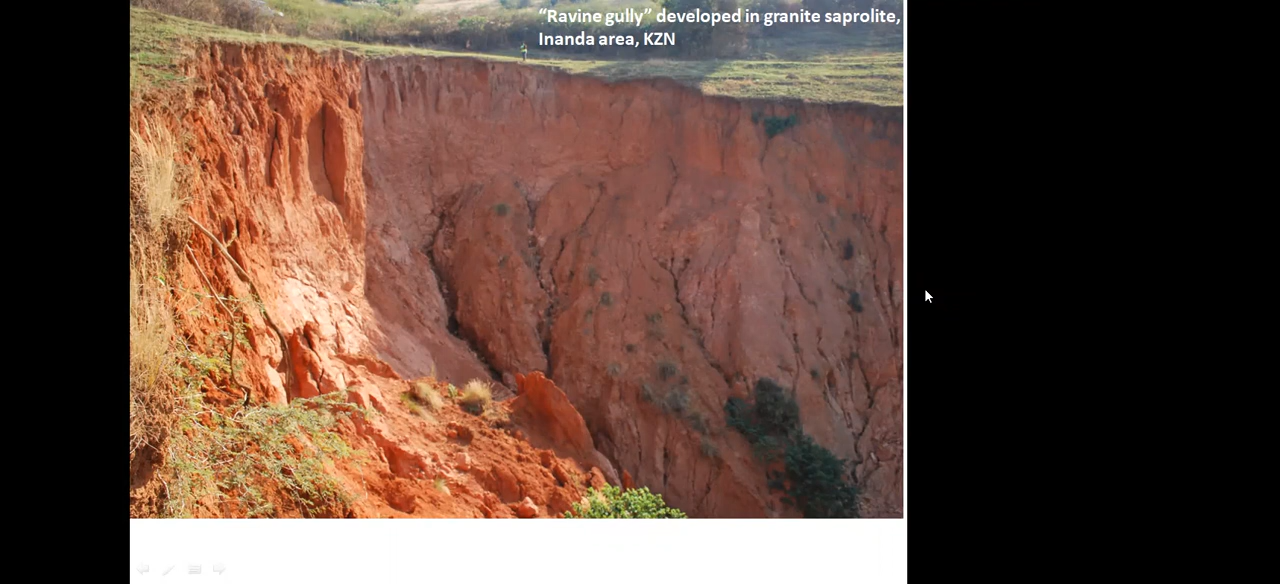 “Ravine gully” developed in granite saprolite,
Inanda area, KZN